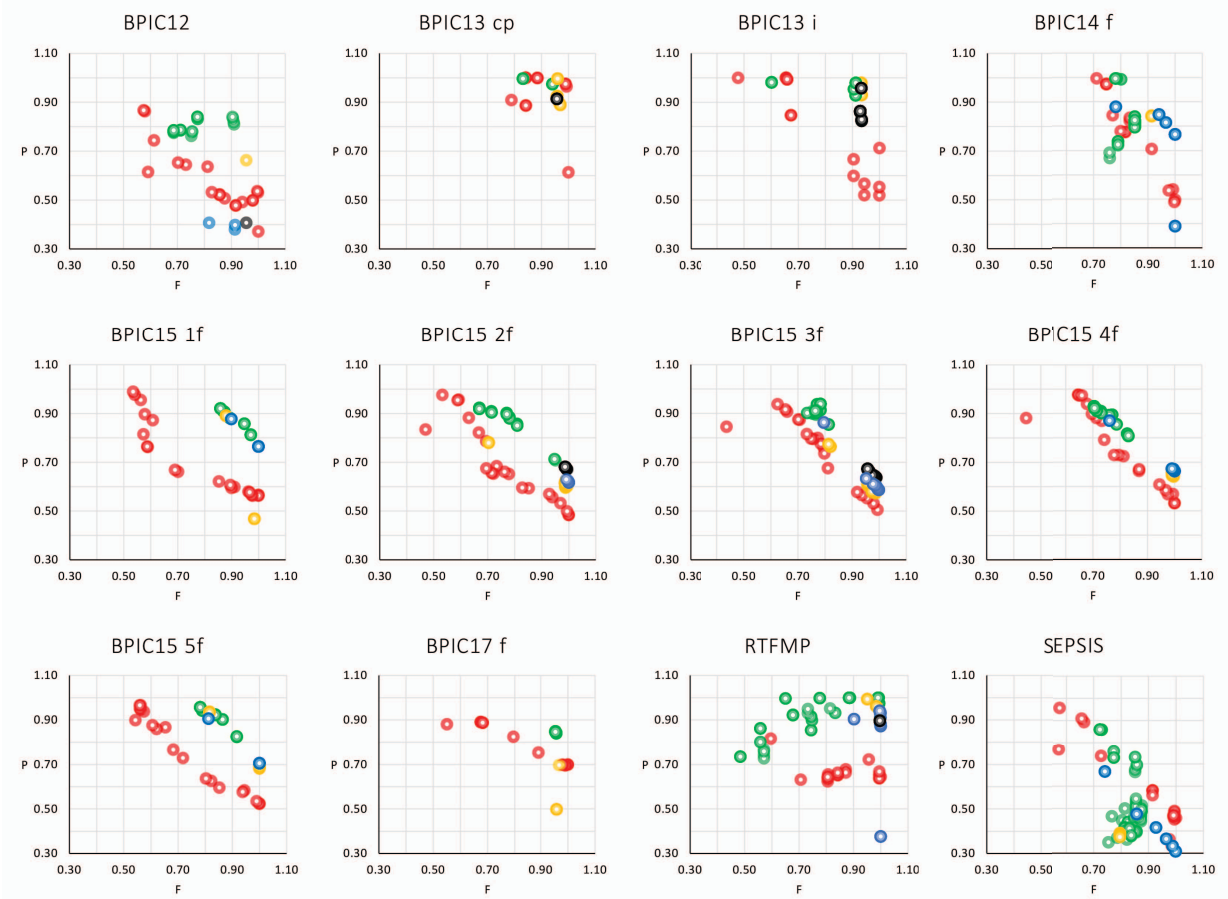 BPIC12 BPIC13 cp BPIC13 i BPIC14 f
1.10 1.10 1.10 1.10
0.90 0.90 0.90 0.90
P 0.70 P 0.70 P 0.70 P 0.70
0.50 0.50 0.50 0.50
0.30 0.30 0.30 0.30
0.30 0.50 0.70 0.90 1.10 0.30 0.50 0.70 0.90 1.10 0.30 0.50 0.70 0.90 1.10 0.30 0.50 0.70 0.90 1.10
F F F F
BPIC15 1f BPIC15 2f BPIC15 3f BPIC15 4f
1.10 1.10 1.10 1.10
0.90 0.90 0.90 0.90
P 0.70 P 0.70 P 0.70 P 0.70
0.50 0.50 0.50 0.50
0.30 0.30 0.30 0.30
0.30 0.50 0.70 0.90 1.10 0.30 0.50 0.70 0.90 1.10 0.30 0.50 0.70 0.90 1.10 0.30 0.50 0.70 0.90 1.10
F F F F
BPIC15 5f BPIC17 f RTFMP SEPSIS
1.10 1.10 1.10 1.10
0.90 0.90 0.90 0.90
P 0.70 P 0.70 P 0.70 P 0.70
0.50 0.50 0.50 0.50
0.30 0.30 0.30 0.30
0.30 0.50 0.70 0.90 1.10 0.30 0.50 0.70 0.90 1.10 0.30 0.50 0.70 0.90 1.10 0.30 0.50 0.70 0.90 1.10
F F F F